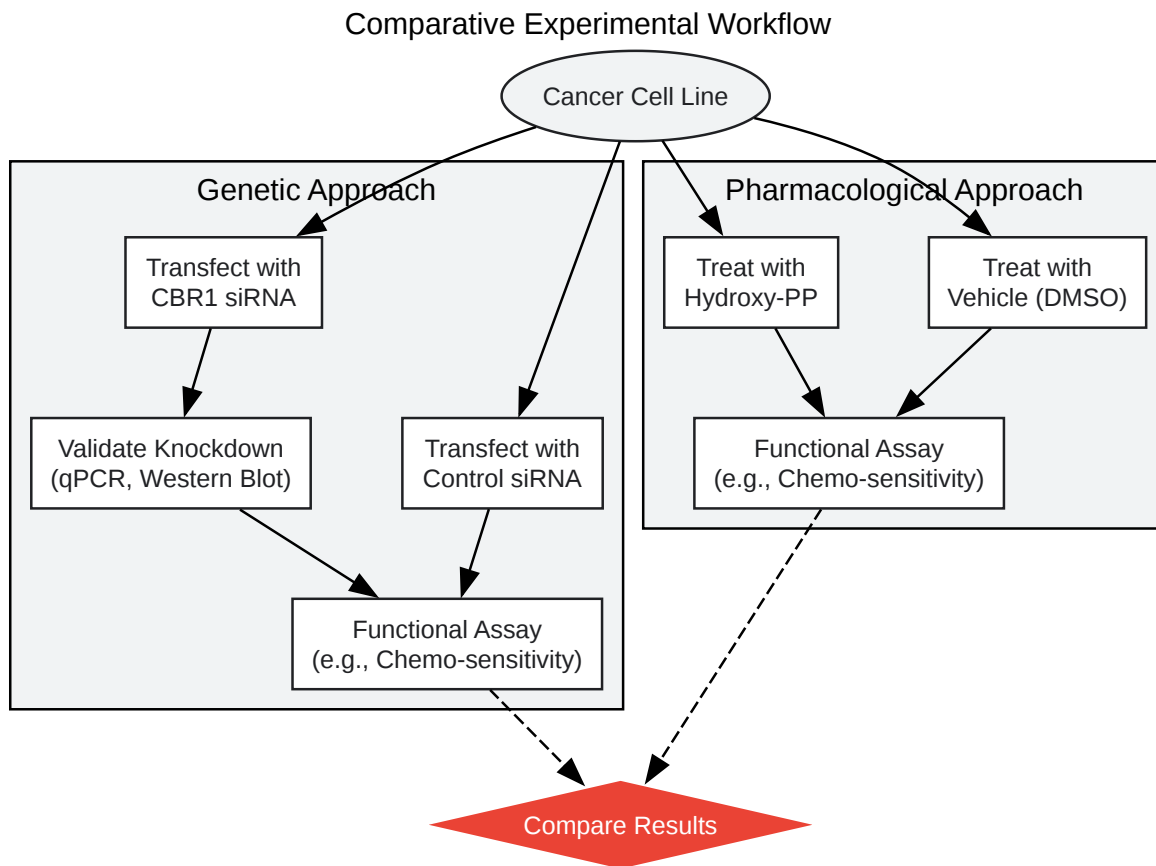 Comparative Experimental Workflow
Cancer Cell Line
Genetic Approach
Pharmacological Approach
Transfect with
CBR1 siRNA
Treat with
Hydroxy-PP
Treat with
Vehicle (DMSO)
Validate Knockdown
(qPCR, Western Blot)
Transfect with
Control siRNA
Functional Assay
(e.g., Chemo-sensitivity)
Functional Assay
(e.g., Chemo-sensitivity)
Compare Results